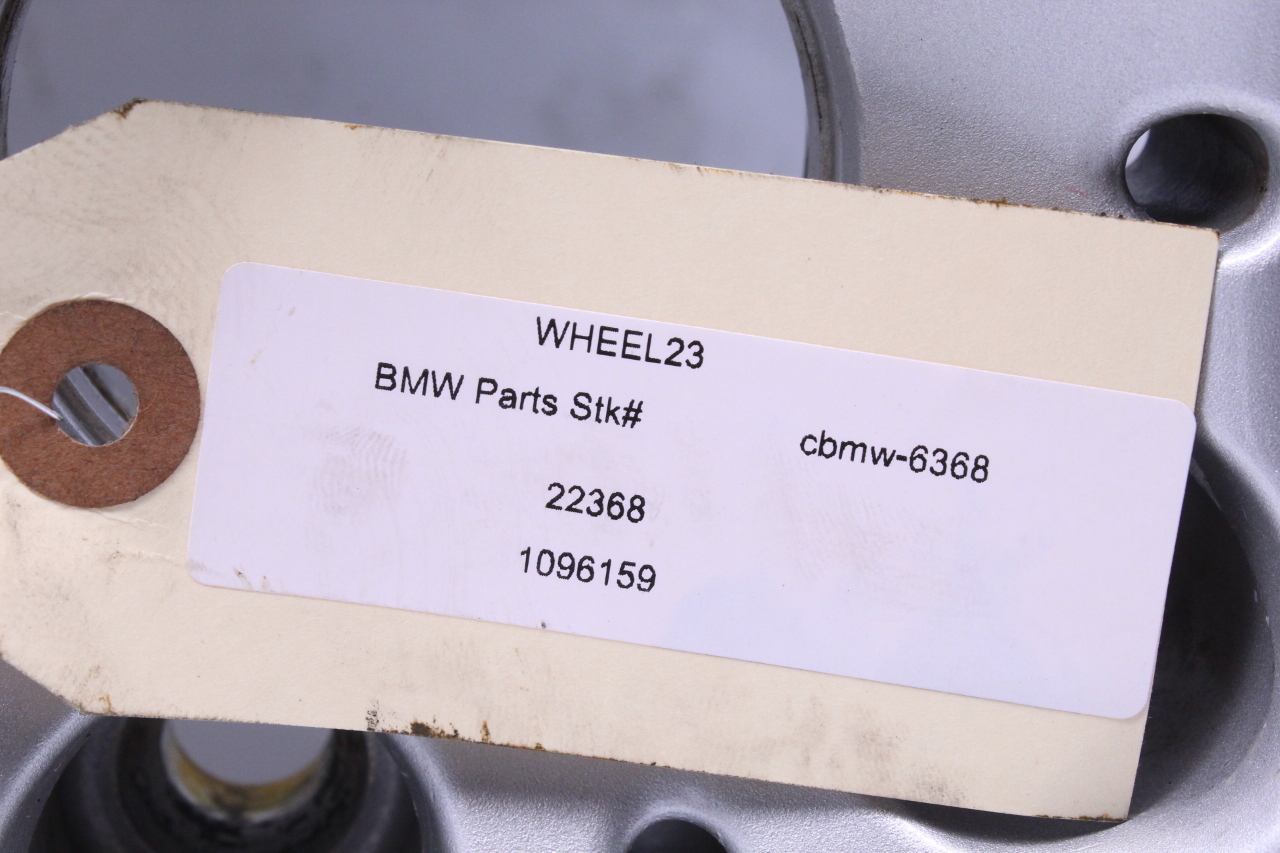 WHEEL23
BMW Parts Stk#
cbmw-6368
22368
1096159